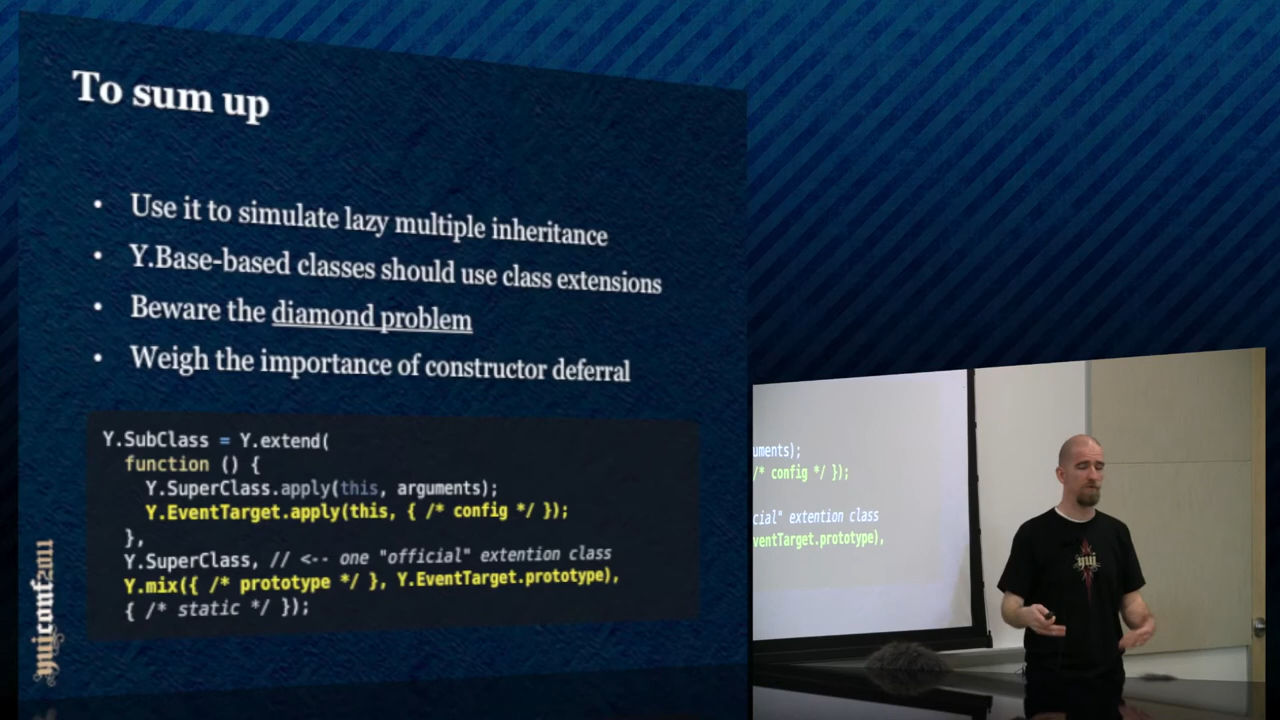 To sum up
• Use it to simulate lazy multiple inheritance
• Y.Base-based classes should use class extensions
• Beware the diamond problem
• Weigh the importance of constructor deferral
Y.SubClass = Y.extend(
function () {
Y.SuperClass.apply(this, arguments);
Y.EventTarget.apply(this, { /* config */ });
},
Y.SuperClass, // <-- one "official" extention class
Y.mix({ /* prototype */ }, Y.EventTarget.prototype),
{ /* static */ });
yuiconf2011
uments);
/* config */ });
cial" extention class
ventTarget.prototype),
yui